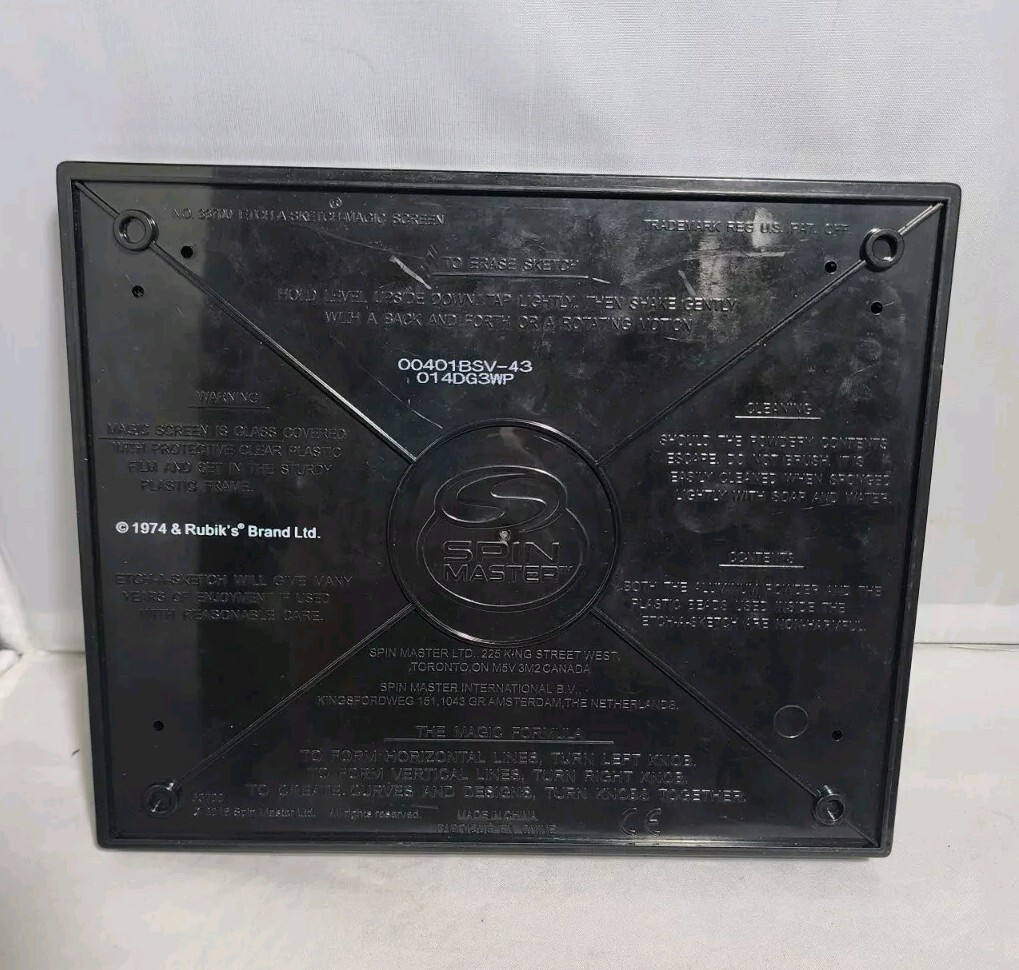 NO. 33700 ETCH A SKETCH MAGIC SCREEN
TRADEMARK REG U.S. PAT. OFF.
TO ERASE SKETCH
HOLD LEVEL UPSIDE DOWN. TAP LIGHTLY, THEN SHAKE GENTLY
WITH A BACK AND FORTH OR A ROTATING MOTION
00401BSV-43
014DG3WP
WARNING
MAGIC SCREEN IS GLASS COVERED
WITH PROTECTIVE CLEAR PLASTIC
FILM AND SET IN THE STURDY
PLASTIC FRAME.
CLEANING
SHOULD THE POWDERY CONTENTS
ESCAPE, DO NOT BRUSH. IT IS
EASILY CLEANED WHEN SPONGED
LIGHTLY WITH SOAP AND WATER.
© 1974 & Rubik's® Brand Ltd.
SPIN
MASTER™
ETCH-A-SKETCH WILL GIVE MANY
YEARS OF ENJOYMENT IF USED
WITH REASONABLE CARE.
CONTENTS
BOTH THE ALUMINUM POWDER AND THE
PLASTIC BEADS USED INSIDE THE
ETCH-A-SKETCH ARE NON-HARMFUL.
SPIN MASTER LTD., 225 KING STREET WEST,
TORONTO, ON M5V 3M2 CANADA
SPIN MASTER INTERNATIONAL B.V.,
KINGSFORDWEG 151, 1043 GR AMSTERDAM, THE NETHERLANDS.
THE MAGIC FORMULA
TO FORM HORIZONTAL LINES, TURN LEFT KNOB.
TO FORM VERTICAL LINES, TURN RIGHT KNOB.
TO CREATE CURVES AND DESIGNS, TURN KNOBS TOGETHER.
Spin Master Ltd. All rights reserved.
MADE IN CHINA
CE